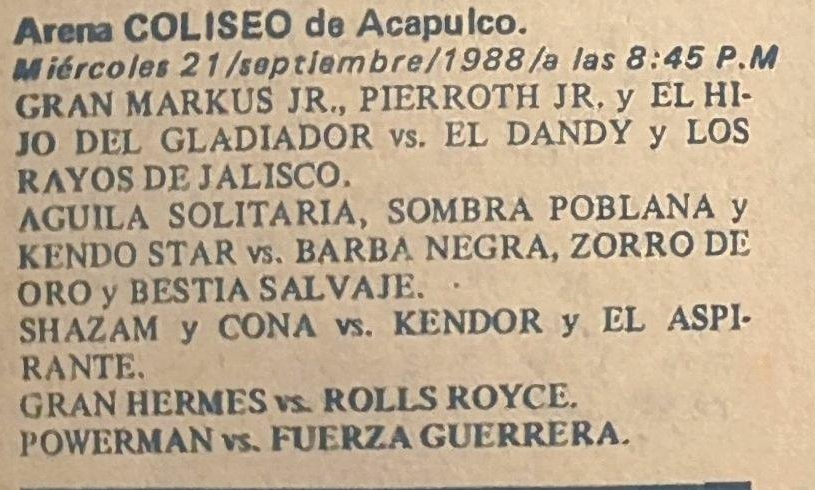 Arena COLISEO de Acapulco.
Miércoles 21/septiembre/1988/a las 8:45 P.M
GRAN MARKUS JR., PIERROTH JR. y EL HI-
JO DEL GLADIADOR vs. EL DANDY y LOS
RAYOS DE JALISCO.
AGUILA SOLITARIA, SOMBRA POBLANA y
KENDO STAR vs. BARBA NEGRA, ZORRO DE
ORO y BESTIA SALVAJE.
SHAZAM y CONA vs. KENDOR y EL ASPI-
RANTE.
GRAN HERMES vs. ROLLS ROYCE.
POWERMAN vs. FUERZA GUERRERA.